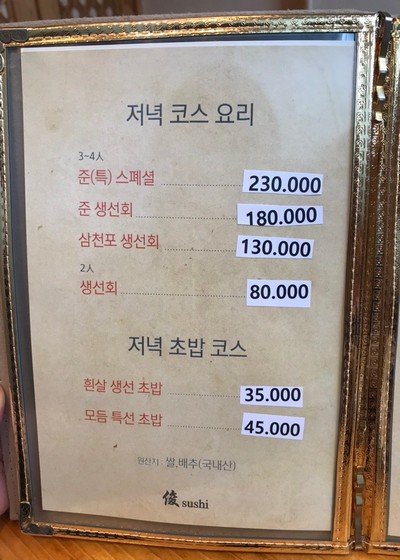 저녁 코스 요리
3~4人
준(특) 스페셜 230.000
준 생선회 180.000
삼천포 생선회 130.000
2人
생선회 80.000
저녁 초밥 코스
흰살 생선 초밥 35.000
모듬 특선 초밥 45.000
원산지 : 쌀,배추(국내산)
俊 sushi